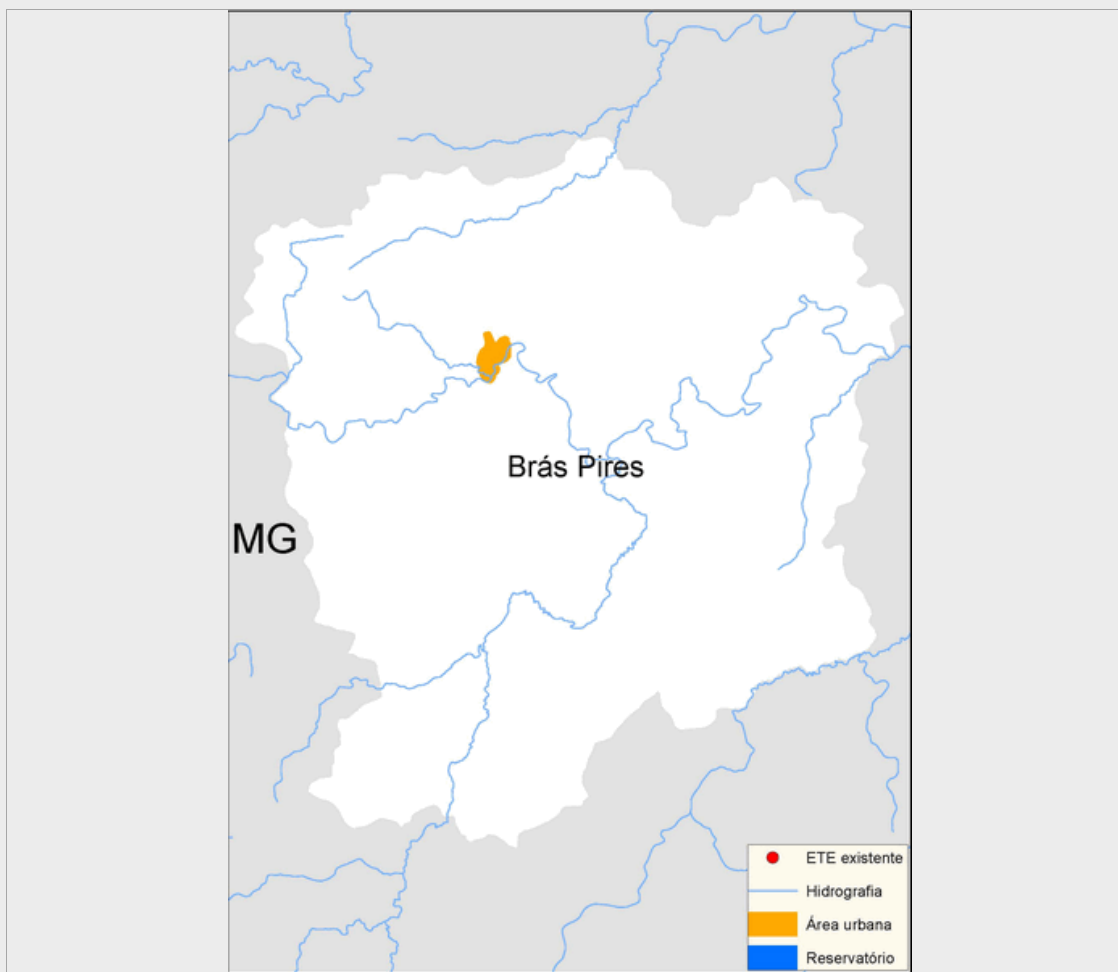 Brás Pires
MG
ETE existente
Hidrografia
Área urbana
Reservatório